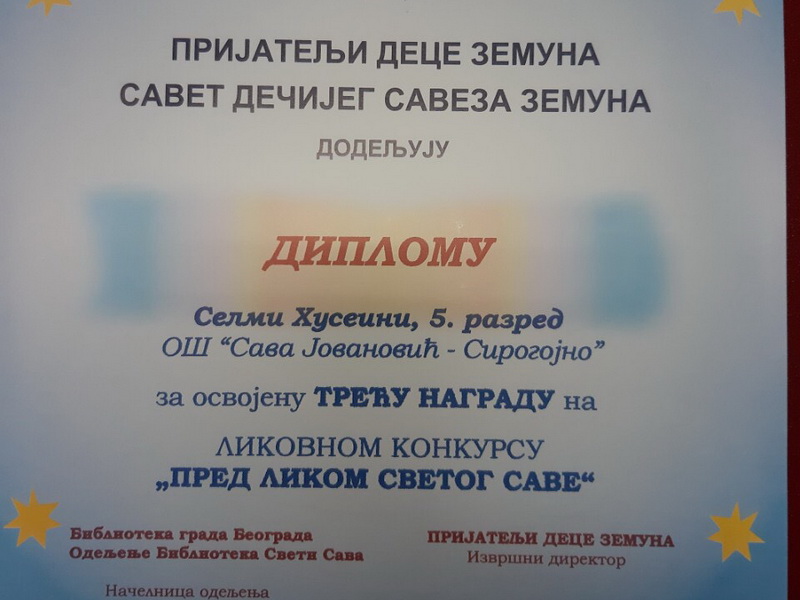 ПРИЈАТЕЉИ ДЕЦЕ ЗЕМУНА
САВЕТ ДЕЧИЈЕГ САВЕЗА ЗЕМУНА
ДОДЕЉУЈУ
ДИПЛОМУ
Селми Хусеини, 5. разред
ОШ “Сава Јовановић - Сирогојно”
за освојену ТРЕЋУ НАГРАДУ на
ЛИКОВНОМ КОНКУРСУ
„ПРЕД ЛИКОМ СВЕТОГ САВЕ“
Библиотека града Београда
Одељење Библиотека Свети Сава
ПРИЈАТЕЉИ ДЕЦЕ ЗЕМУНА
Извршни директор
Начелница одељења